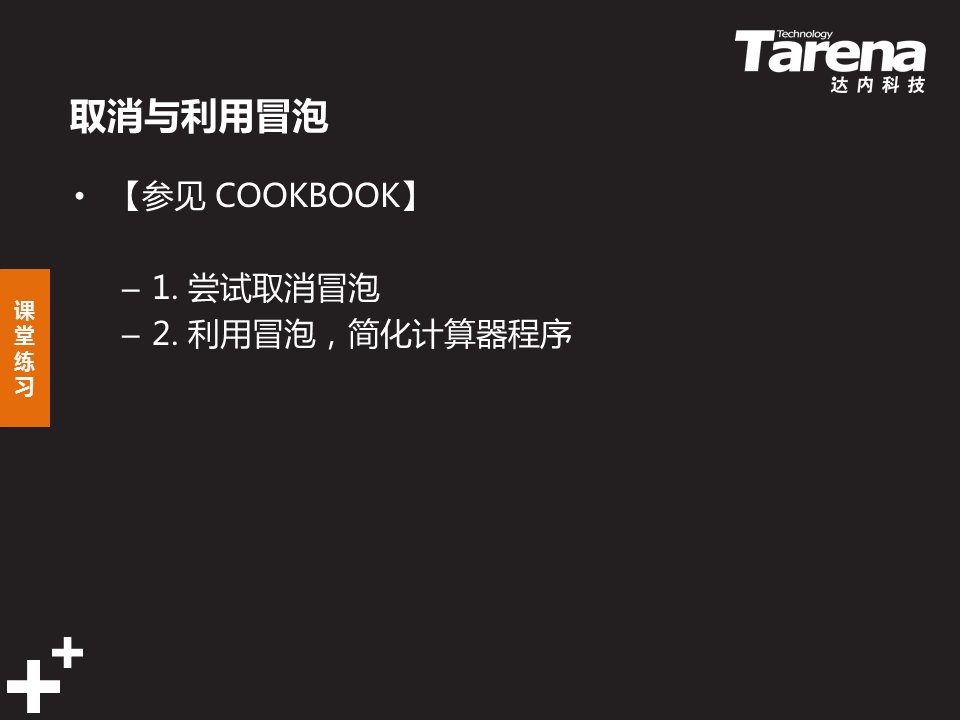 Technology
Tarena
达内科技
取消与利用冒泡
• 【参见 COOKBOOK】
– 1. 尝试取消冒泡
– 2. 利用冒泡，简化计算器程序
课
堂
练
习